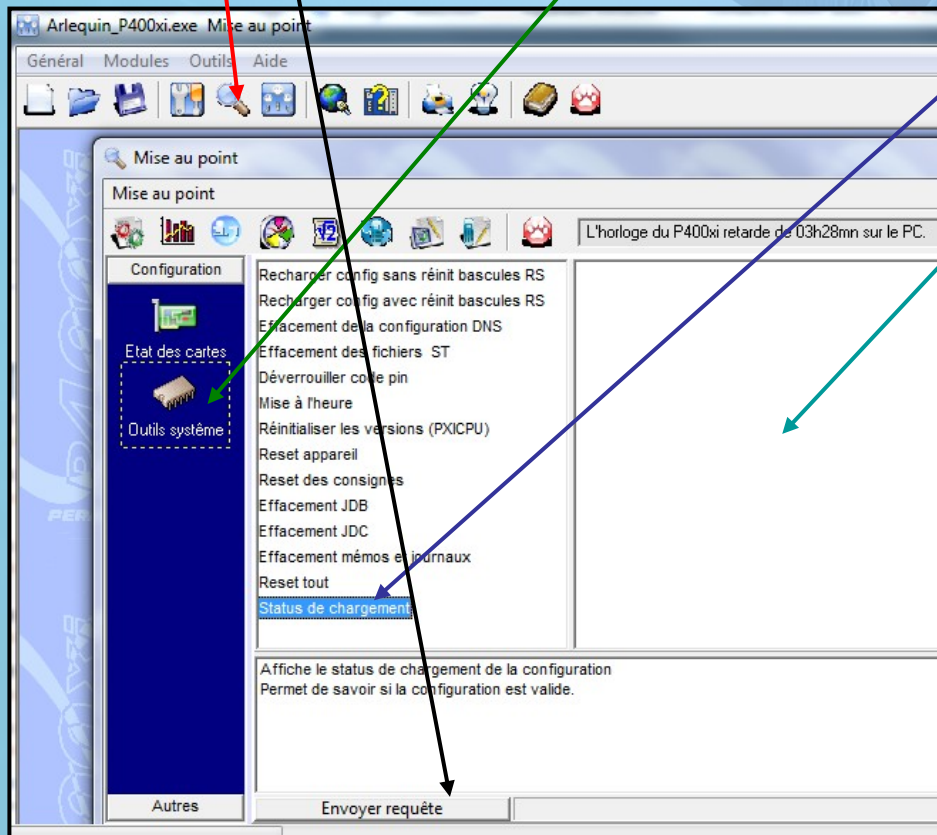 Arlequin_P400xi.exe Mise au point
Général Modules Outils Aide
Mise au point
Mise au point
L'horloge du P400xi retarde de 03h28mn sur le PC.
Configuration
Etat des cartes
Outils système
Autres
Recharger config sans réinit bascules RS
Recharger config avec réinit bascules RS
Effacement de la configuration DNS
Effacement des fichiers ST
Déverrouiller code pin
Mise à l'heure
Réinitialiser les versions (PXICPU)
Reset appareil
Reset des consignes
Effacement JDB
Effacement JDC
Effacement mémos et journaux
Reset tout
Status de chargement
Affiche le status de chargement de la configuration
Permet de savoir si la configuration est valide.
Envoyer requête